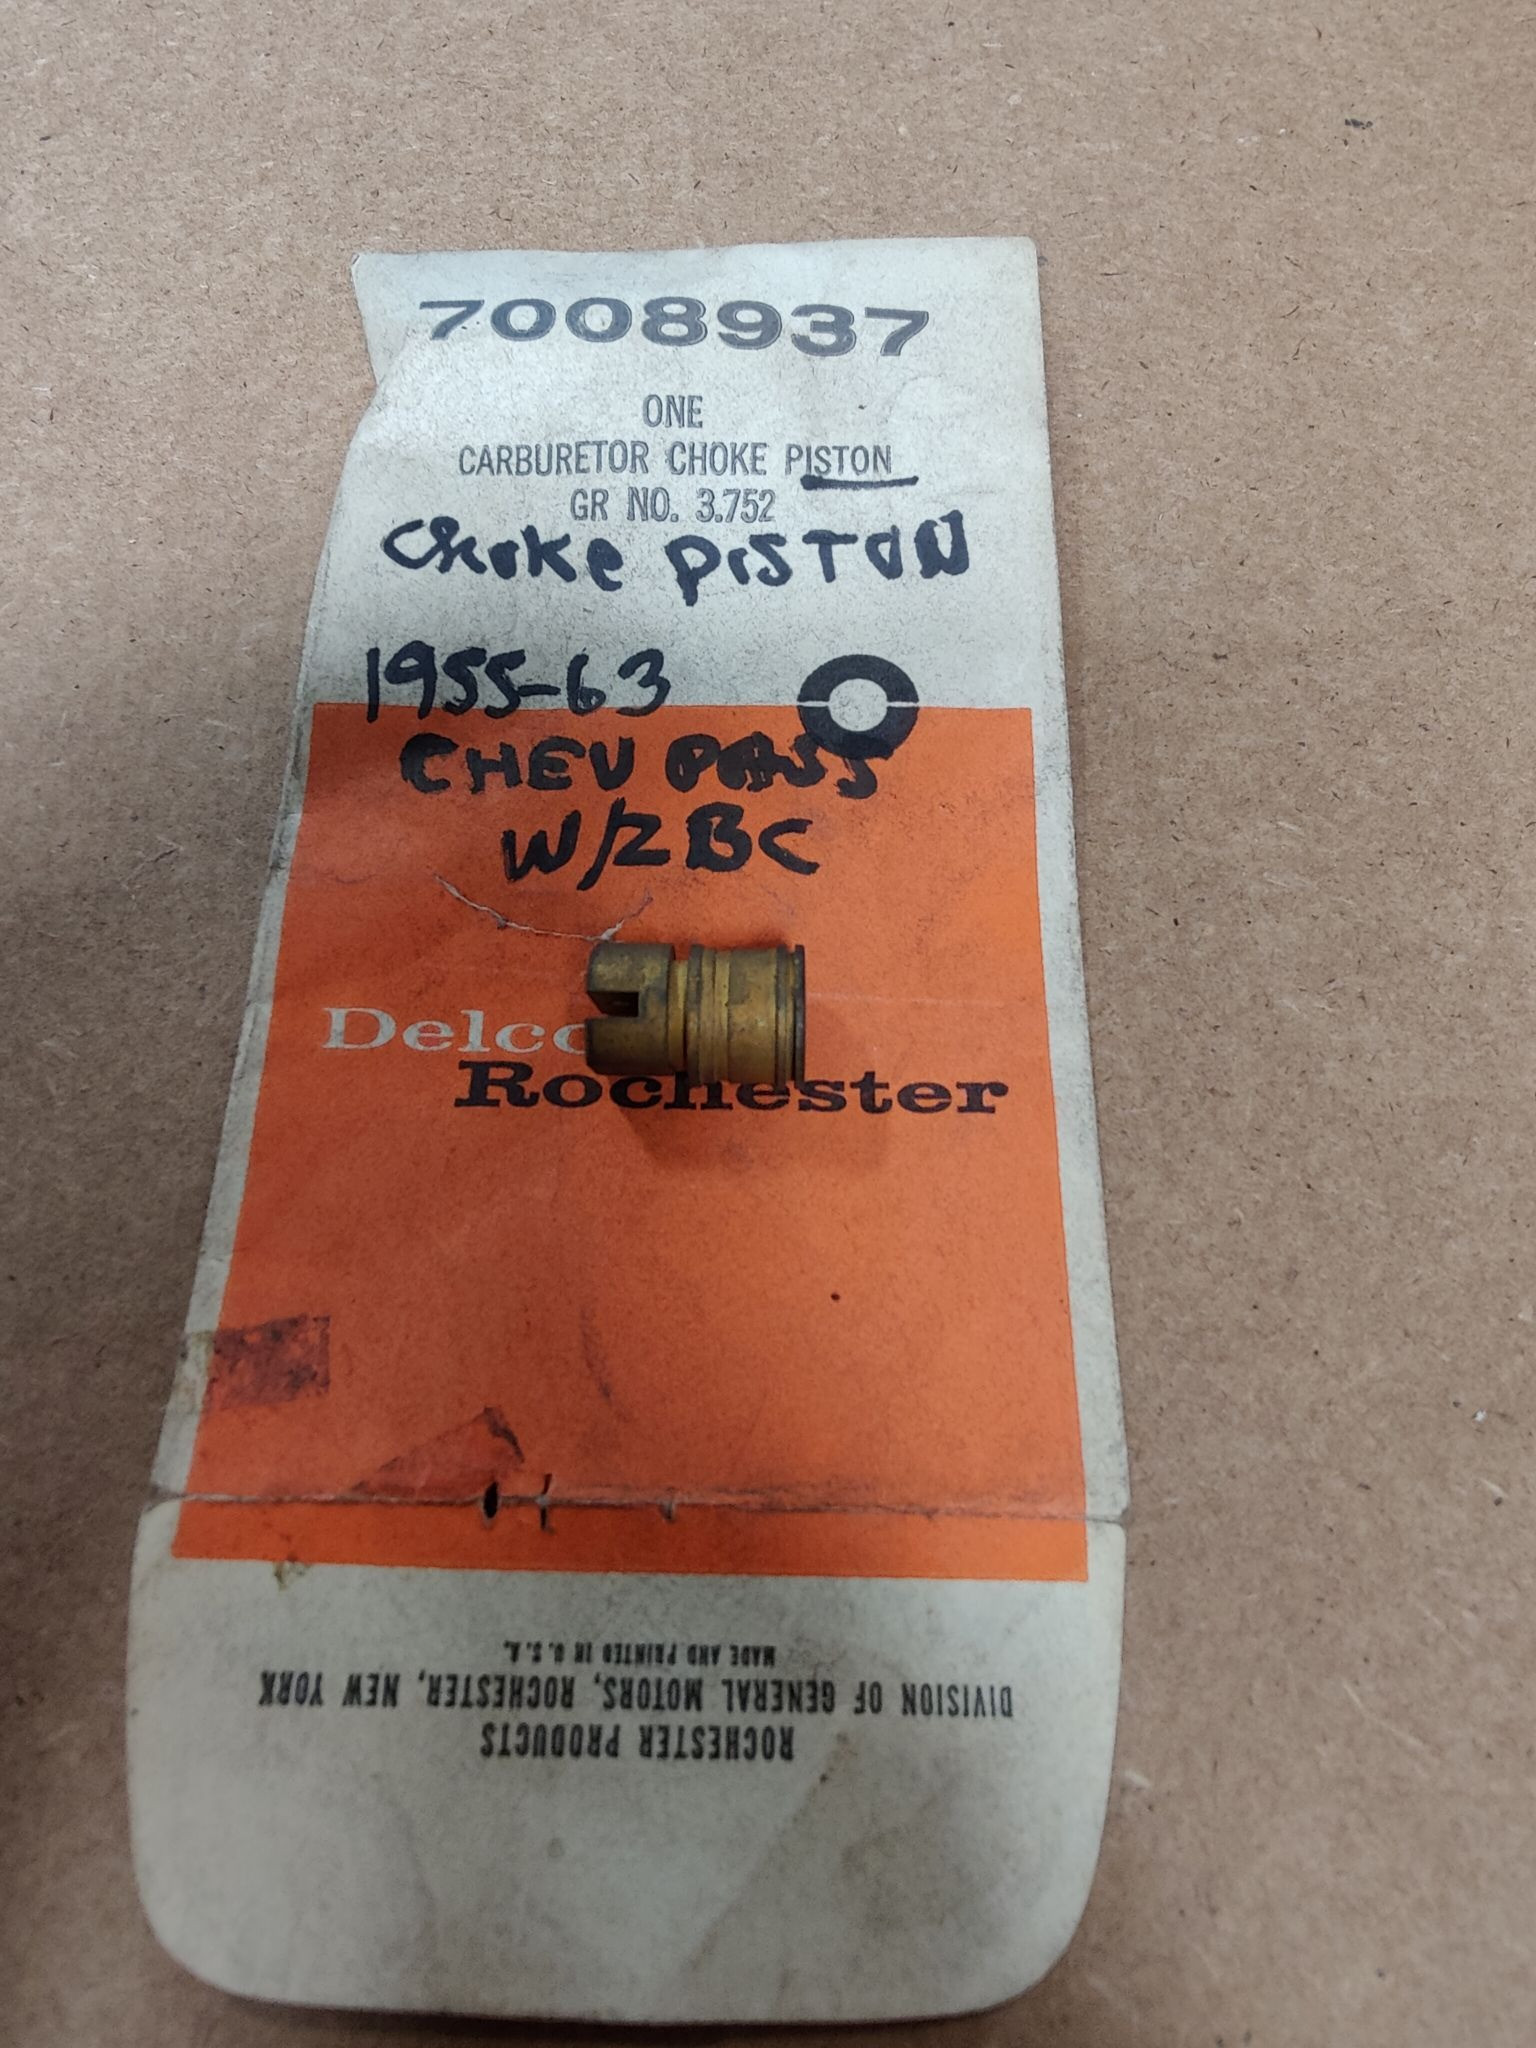 7008937
ONE
CARBURETOR CHOKE PISTON
GR NO. 3.752
Choke PISTON
1955-63
CHEV PASS
W/2BC
Delco
Rochester
ROCHESTER PRODUCTS
DIVISION OF GENERAL MOTORS, ROCHESTER, NEW YORK
MADE AND PRINTED IN U.S.A.